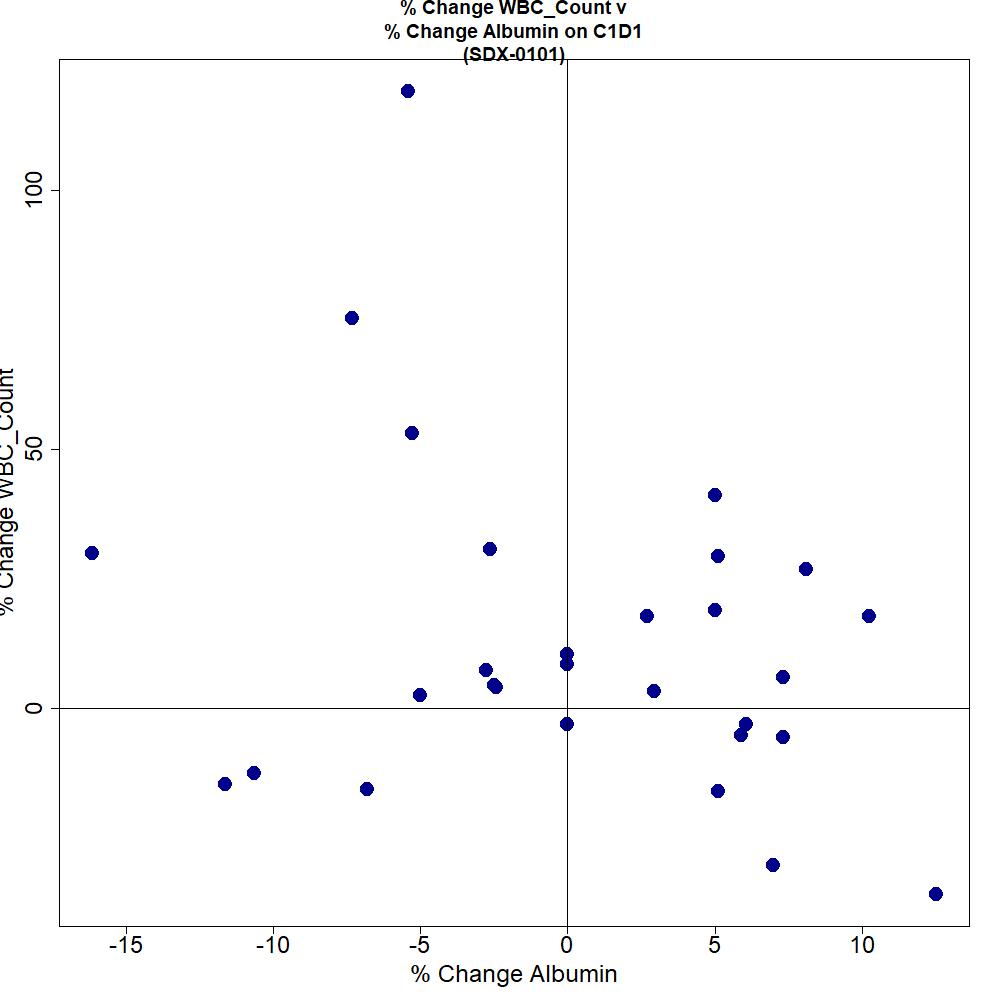 % Change WBC_Count v
% Change Albumin on C1D1
(SDX-0101)
% Change WBC_Count
100
50
0
-15
-10
-5
0
5
10
% Change Albumin